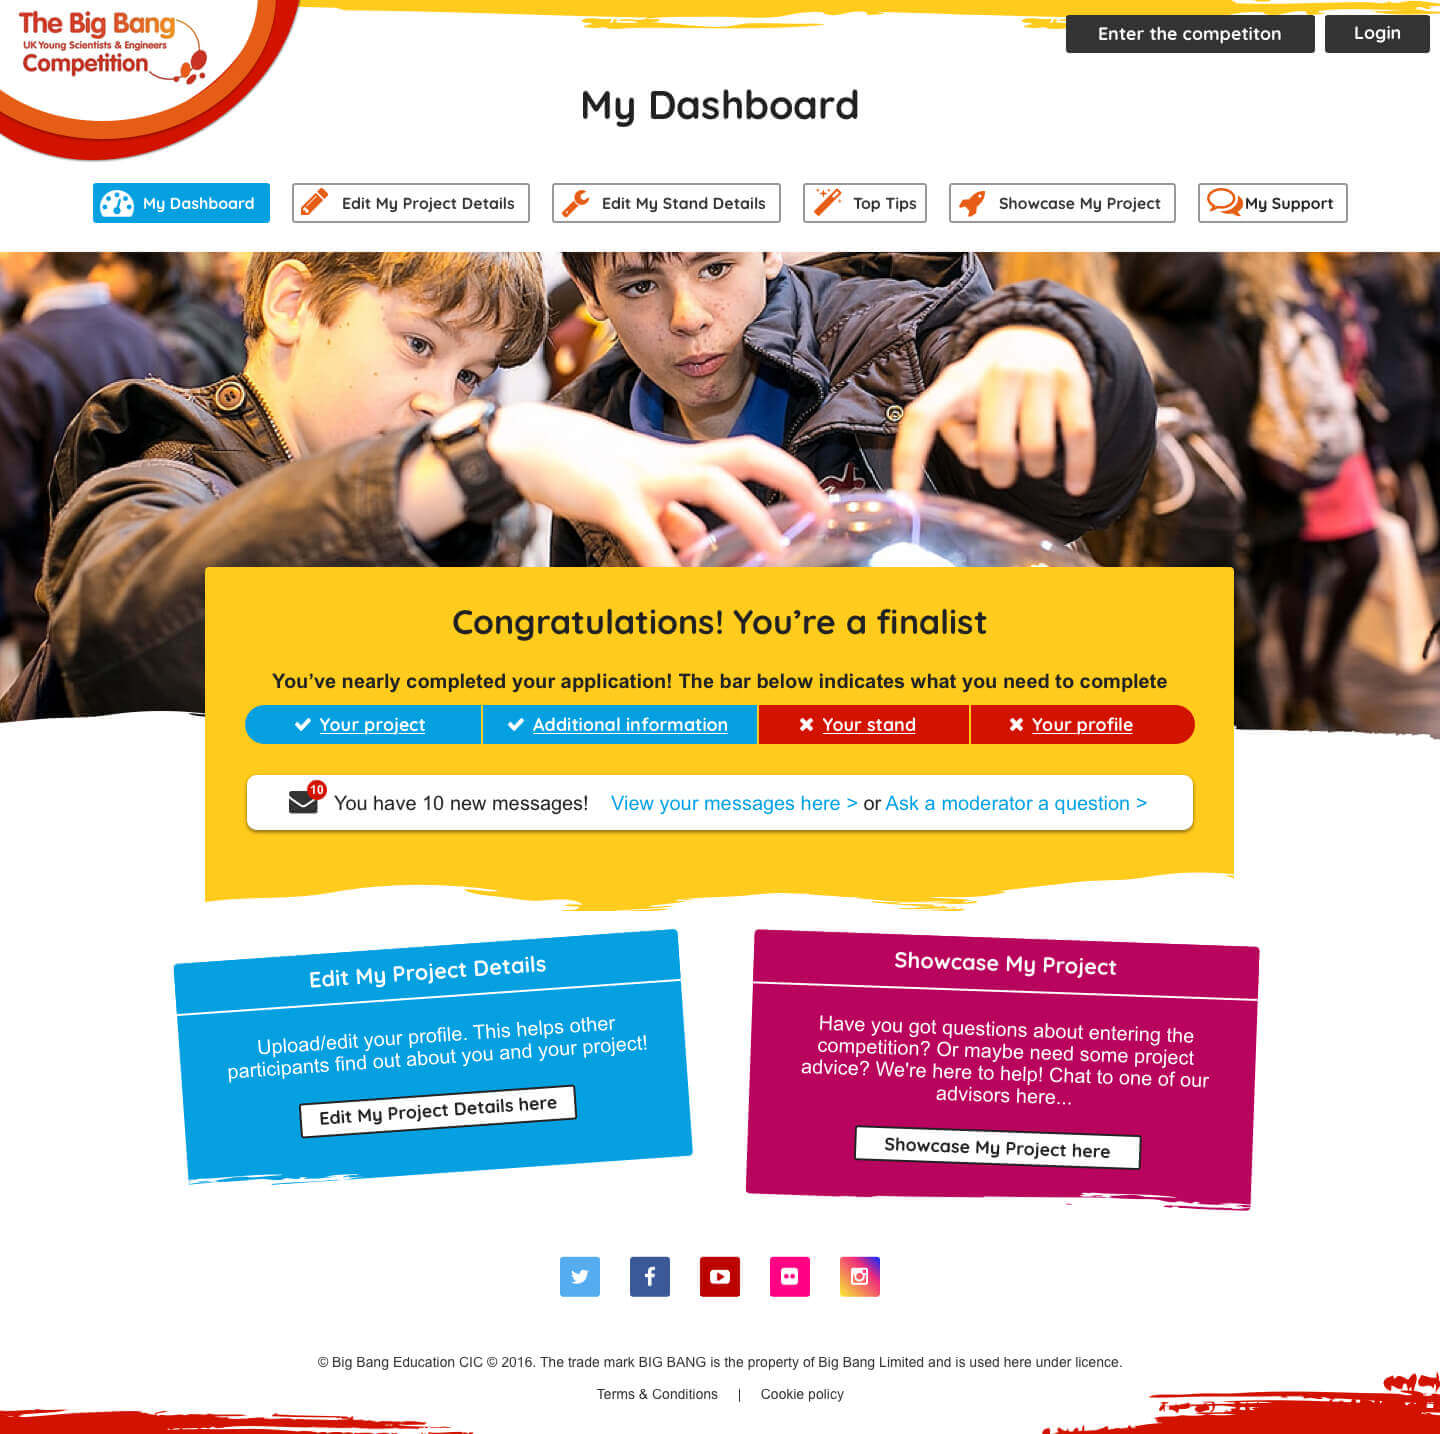 The Big Bang
UK Young Scientists & Engineers
Competition
Enter the competiton
Login
My Dashboard
My Dashboard
Edit My Project Details
Edit My Stand Details
Top Tips
Showcase My Project
My Support
Congratulations! You're a finalist
You've nearly completed your application! The bar below indicates what you need to complete
Your project
Additional information
Your stand
Your profile
10
You have 10 new messages! View your messages here > or Ask a moderator a question >
Edit My Project Details
Upload/edit your profile. This helps other
participants find out about you and your project!
Edit My Project Details here
Showcase My Project
Have you got questions about entering the
competition? Or maybe need some project
advice? We're here to help! Chat to one of our
advisors here...
Showcase My Project here
© Big Bang Education CIC © 2016. The trade mark BIG BANG is the property of Big Bang Limited and is used here under licence.
Terms & Conditions | Cookie policy